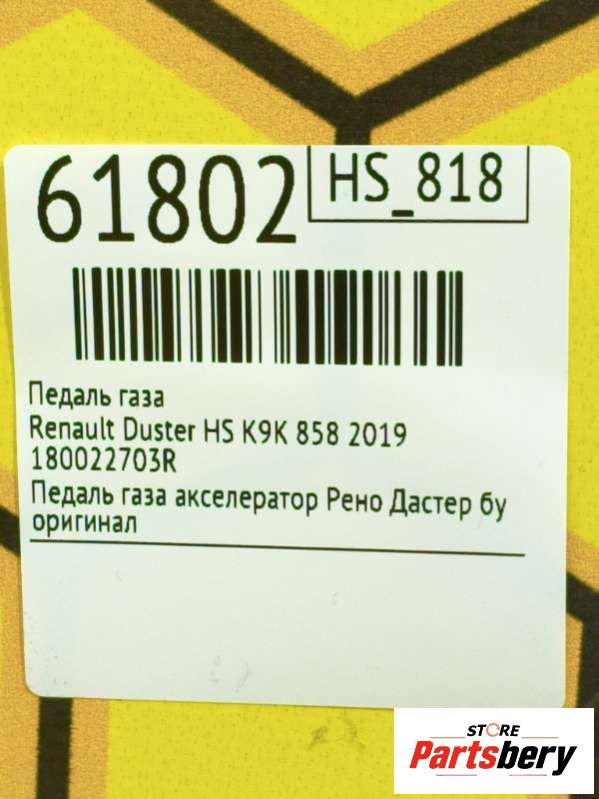 61802
HS_818
Педаль газа
Renault Duster HS K9K 858 2019
180022703R
Педаль газа акселератор Рено Дастер бу
оригинал
STORE
Partsbery